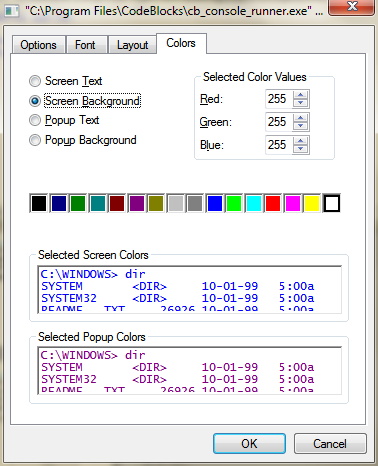 "C:\Program Files\CodeBlocks\cb_console_runner.exe" ...
Options Font Layout Colors
Screen Text
Screen Background
Popup Text
Popup Background
Selected Color Values
Red: 255
Green: 255
Blue: 255
Selected Screen Colors
C:\WINDOWS> dir
SYSTEM <DIR> 10-01-99 5:00a
SYSTEM32 <DIR> 10-01-99 5:00a
README TXT 26926 10-01-99 5:00a
Selected Popup Colors
C:\WINDOWS> dir
SYSTEM <DIR> 10-01-99 5:00a
SYSTEM32 <DIR> 10-01-99 5:00a
README TXT 26926 10-01-99 5:00a
OK Cancel